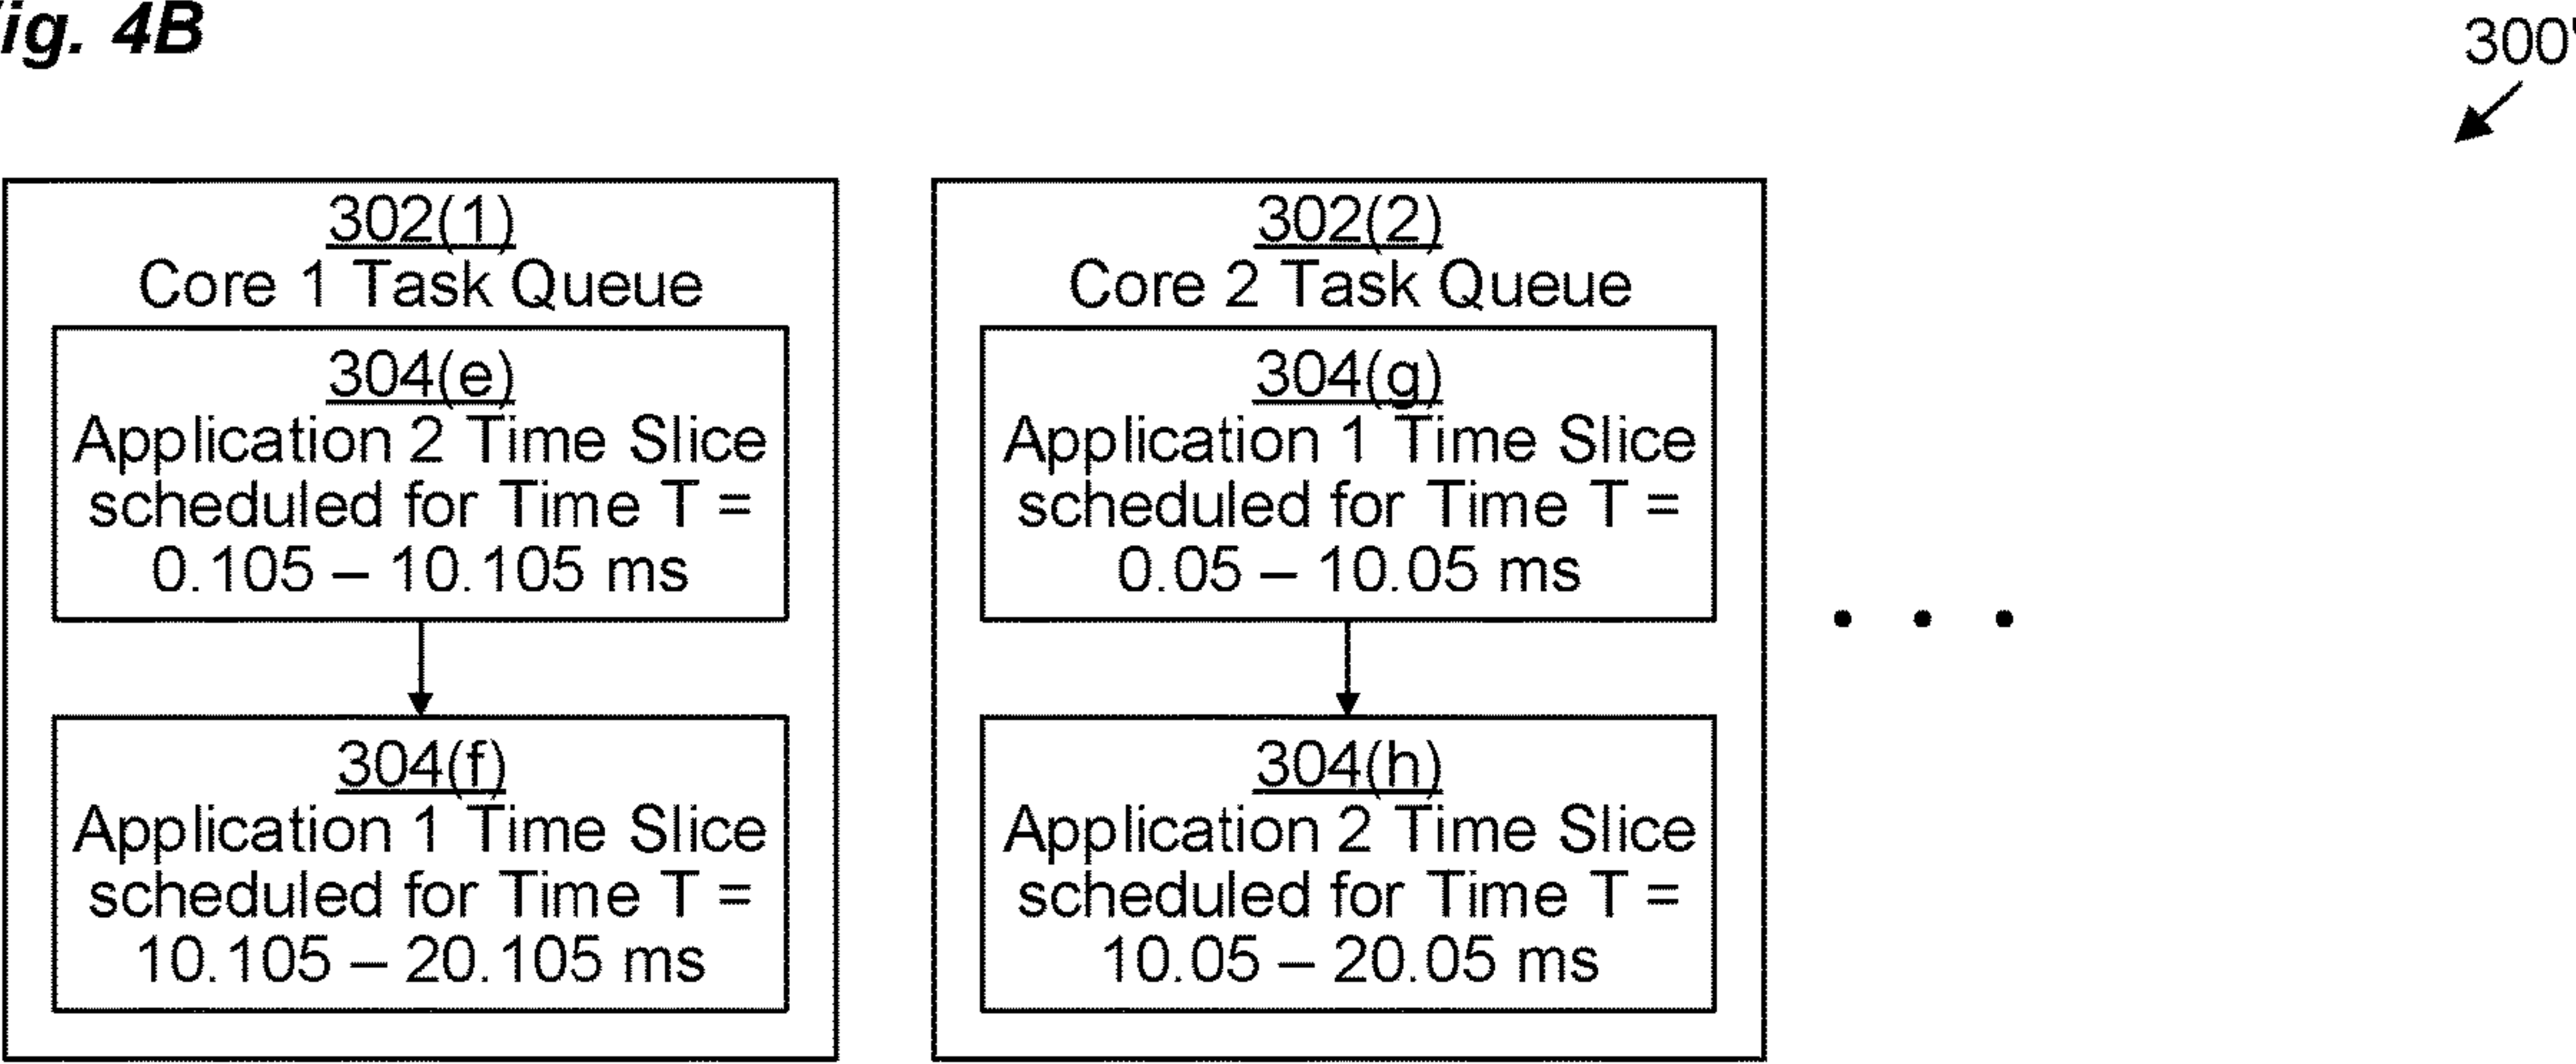 ig. 4B
300'
302(1)
Core 1 Task Queue
304(e)
Application 2 Time Slice
scheduled for Time T =
0.105 – 10.105 ms
304(f)
Application 1 Time Slice
scheduled for Time T =
10.105 – 20.105 ms
302(2)
Core 2 Task Queue
304(g)
Application 1 Time Slice
scheduled for Time T =
0.05 – 10.05 ms
304(h)
Application 2 Time Slice
scheduled for Time T =
10.05 – 20.05 ms
. . .